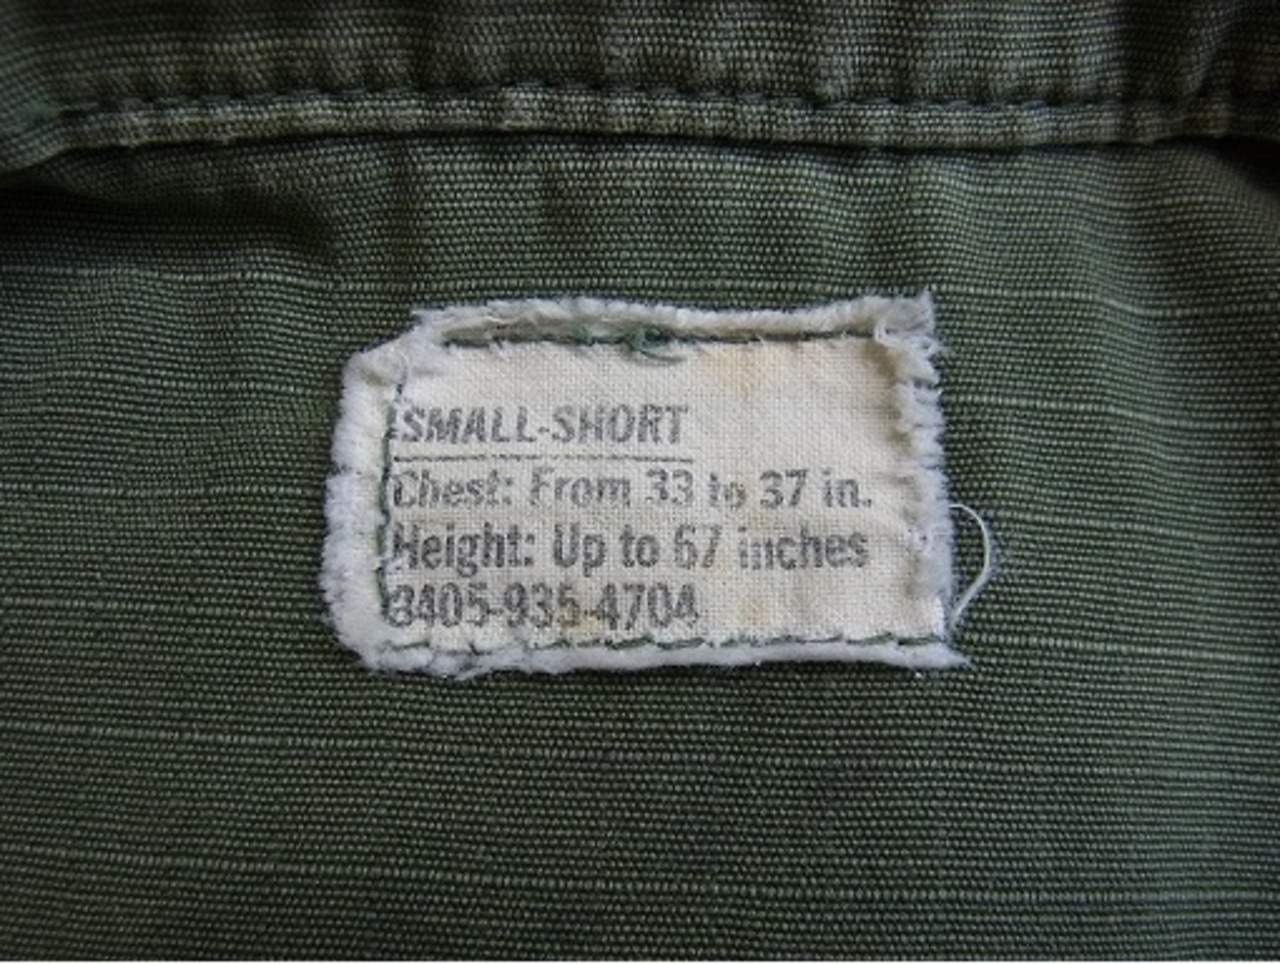 SMALL-SHORT
Chest: From 33 to 37 in.
Height: Up to 67 inches
8405-935-4704